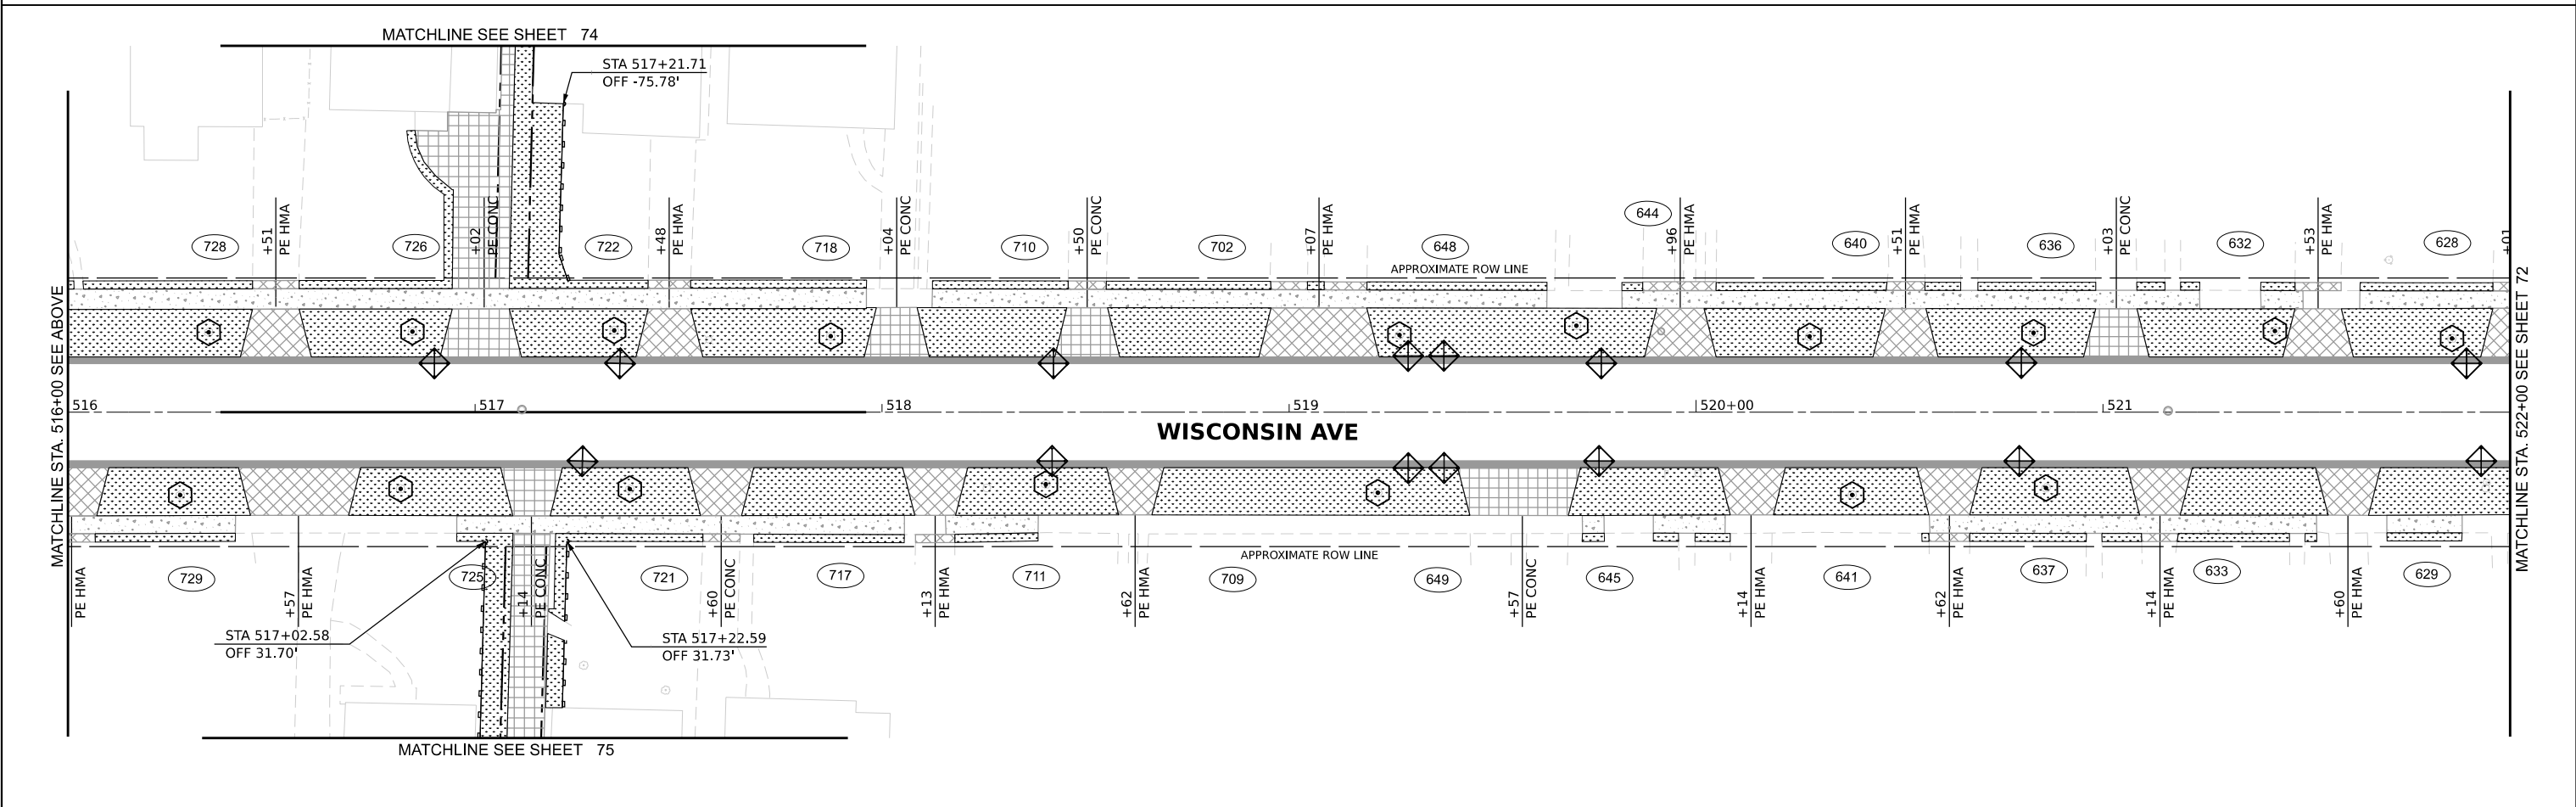 MATCHLINE SEE SHEET 74
STA 517+21.71
OFF -75.78'
728
+51
PE HMA
726
+02
PE CONC
722
+48
PE HMA
718
+04
PE CONC
710
+50
PE CONC
702
+07
PE HMA
648
644
+96
PE HMA
640
+51
PE HMA
636
+03
PE CONC
632
+53
PE HMA
628
+01
APPROXIMATE ROW LINE
MATCHLINE STA. 516+00 SEE ABOVE
516
517
518
519
520+00
521
MATCHLINE STA. 522+00 SEE SHEET 72
WISCONSIN AVE
APPROXIMATE ROW LINE
PE HMA
729
+57
PE HMA
725
+14
PE CONC
721
+60
PE CONC
717
+13
PE HMA
711
+62
PE HMA
709
649
+57
PE CONC
645
+14
PE HMA
641
+62
PE HMA
637
+14
PE HMA
633
+60
PE HMA
629
STA 517+02.58
OFF 31.70'
STA 517+22.59
OFF 31.73'
MATCHLINE SEE SHEET 75